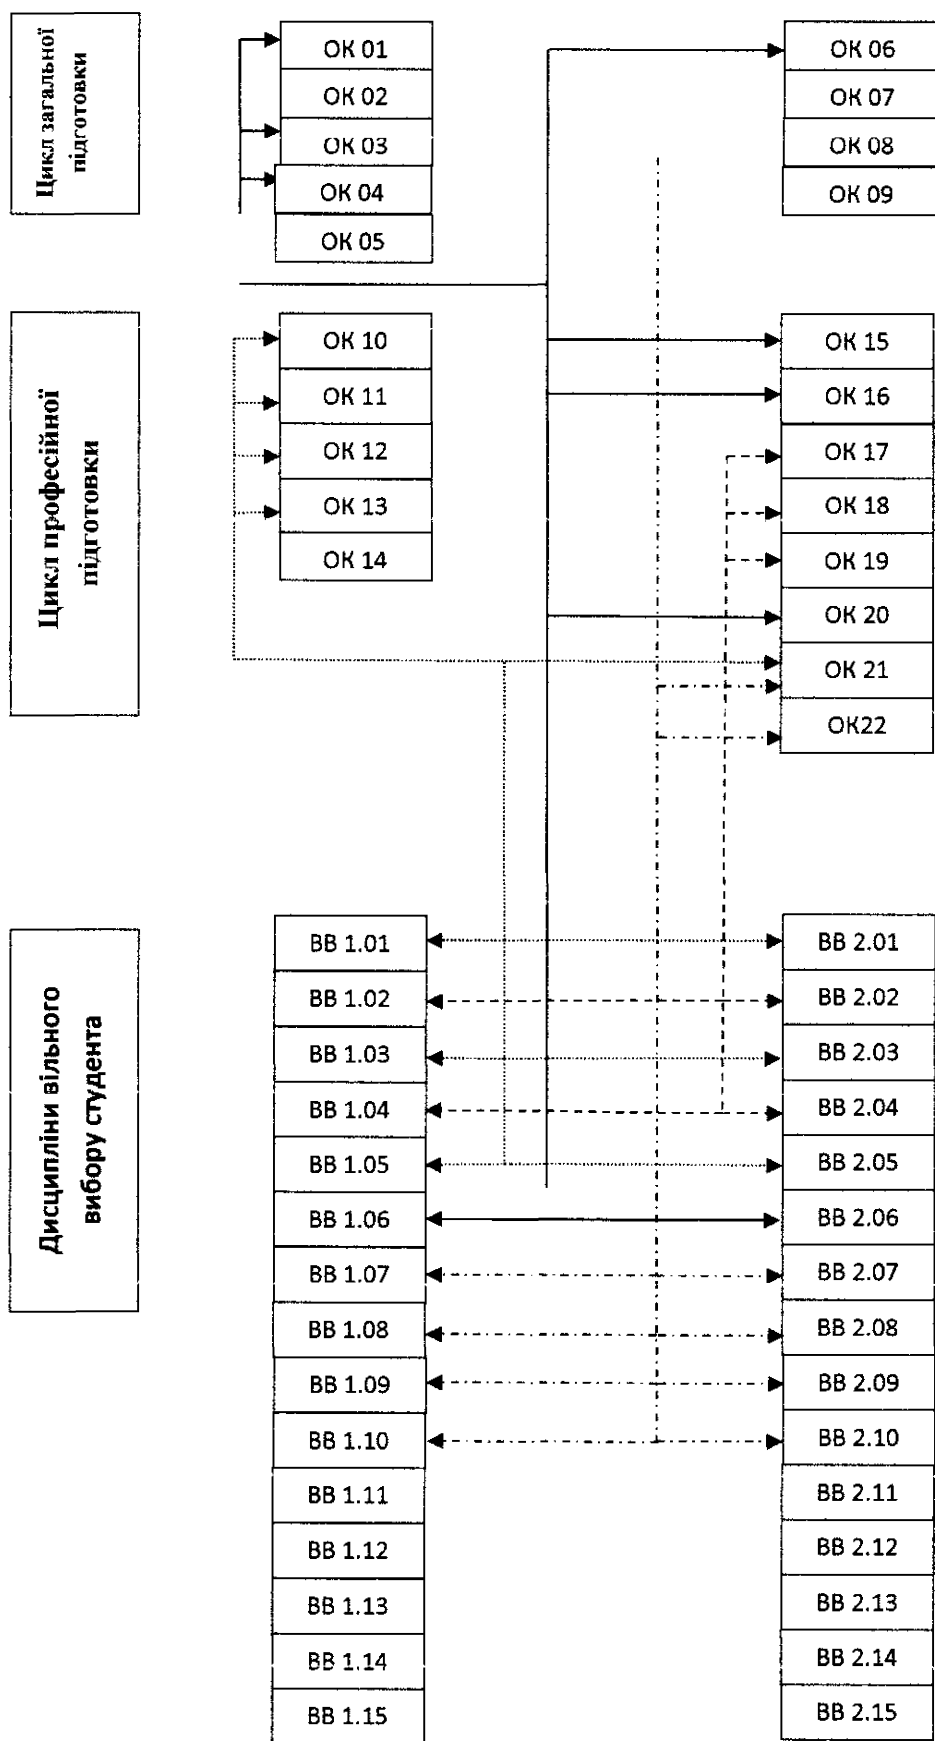 Цикл загальної
підготовки
ОК 01
ОК 02
ОК 03
ОК 04
ОК 05
ОК 06
ОК 07
ОК 08
ОК 09
Цикл професійної
підготовки
ОК 10
ОК 11
ОК 12
ОК 13
ОК 14
ОК 15
ОК 16
ОК 17
ОК 18
ОК 19
ОК 20
ОК 21
ОК22
Дисципліни вільного
вибору студента
ВВ 1.01
ВВ 1.02
ВВ 1.03
ВВ 1.04
ВВ 1.05
ВВ 1.06
ВВ 1.07
ВВ 1.08
ВВ 1.09
ВВ 1.10
ВВ 1.11
ВВ 1.12
ВВ 1.13
ВВ 1.14
ВВ 1.15
ВВ 2.01
ВВ 2.02
ВВ 2.03
ВВ 2.04
ВВ 2.05
ВВ 2.06
ВВ 2.07
ВВ 2.08
ВВ 2.09
ВВ 2.10
ВВ 2.11
ВВ 2.12
ВВ 2.13
ВВ 2.14
ВВ 2.15